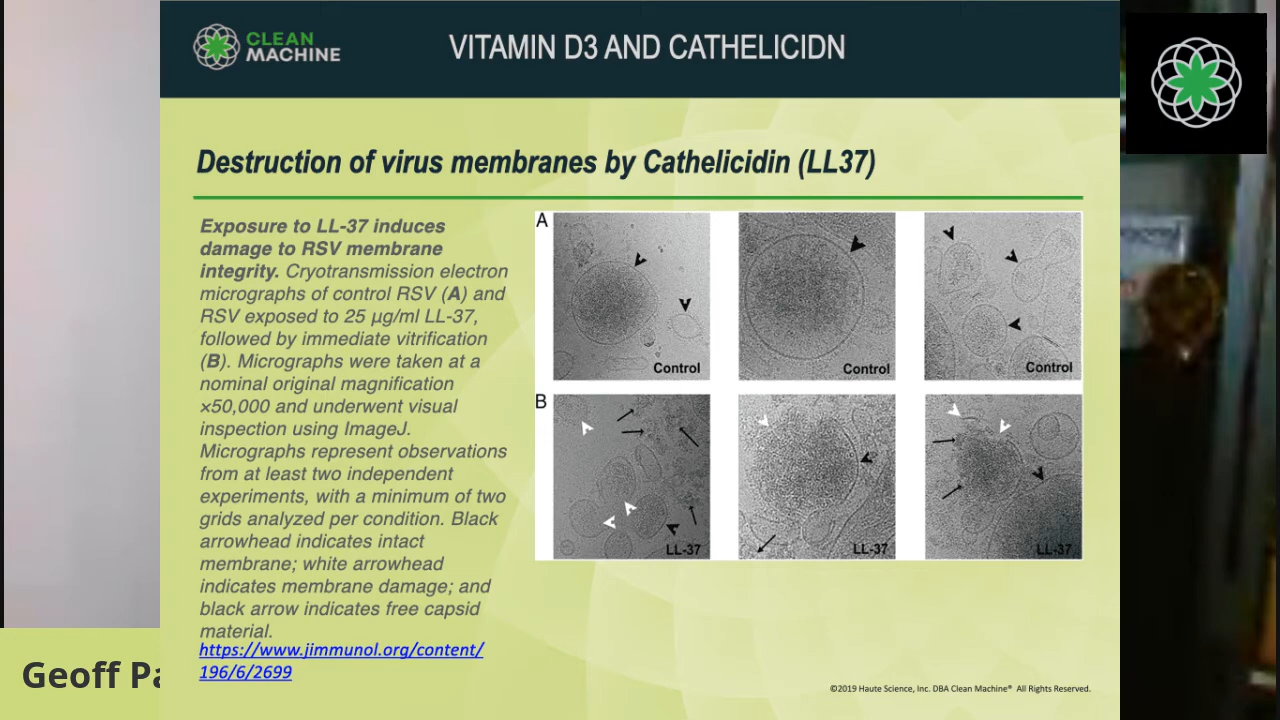 CLEAN
MACHINE
VITAMIN D3 AND CATHELICIDN
Destruction of virus membranes by Cathelicidin (LL37)
Exposure to LL-37 induces
damage to RSV membrane
integrity. Cryotransmission electron
micrographs of control RSV (A) and
RSV exposed to 25 µg/ml LL-37,
followed by immediate vitrification
(B). Micrographs were taken at a
nominal original magnification
×50,000 and underwent visual
inspection using ImageJ.
Micrographs represent observations
from at least two independent
experiments, with a minimum of two
grids analyzed per condition. Black
arrowhead indicates intact
membrane; white arrowhead
indicates membrane damage; and
black arrow indicates free capsid
material.
https://www.jimmunol.org/content/
196/6/2699
A
Control
Control
Control
B
LL-37
LL-37
LL-37
Geoff Pa
©2019 Haute Science, Inc. DBA Clean Machine® All Rights Reserved.